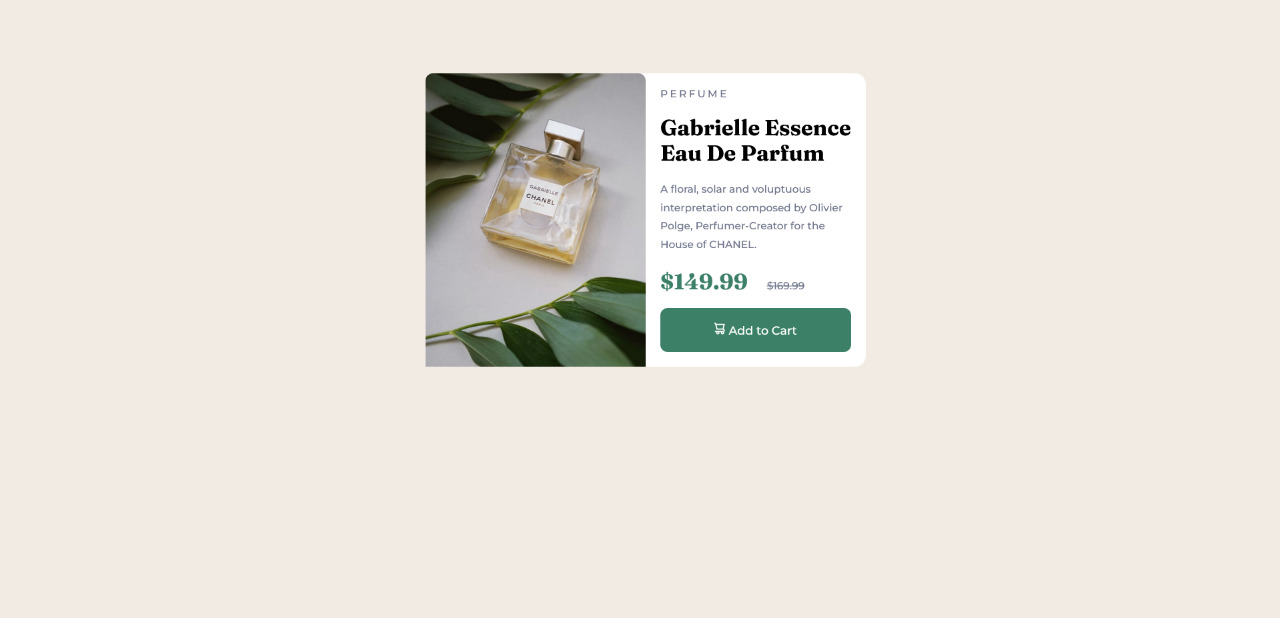 GABRIELLE
CHANEL
PERFUME
Gabrielle Essence
Eau De Parfum
A floral, solar and voluptuous
interpretation composed by Olivier
Polge, Perfumer-Creator for the
House of CHANEL.
$149.99 $169.99
Add to Cart